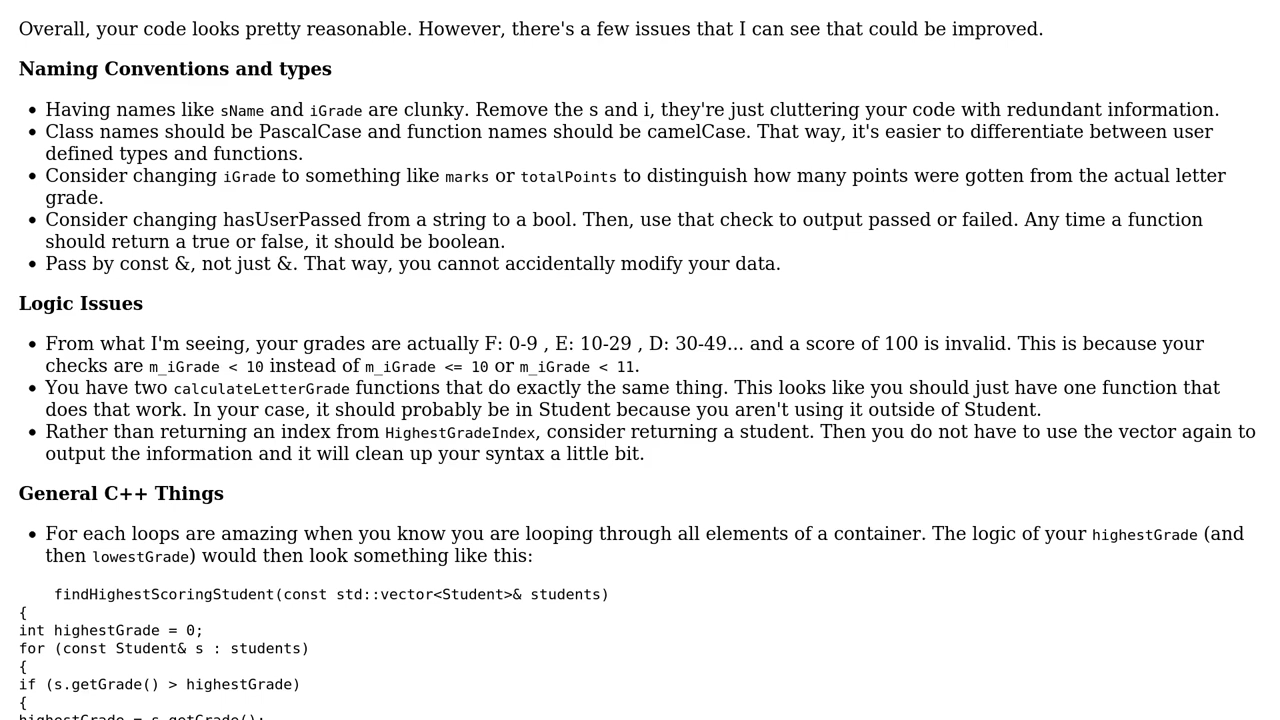 Overall, your code looks pretty reasonable. However, there's a few issues that I can see that could be improved.
Naming Conventions and types
• Having names like sName and iGrade are clunky. Remove the s and i, they're just cluttering your code with redundant information.
• Class names should be PascalCase and function names should be camelCase. That way, it's easier to differentiate between user
defined types and functions.
• Consider changing iGrade to something like marks or totalPoints to distinguish how many points were gotten from the actual letter
grade.
• Consider changing hasUserPassed from a string to a bool. Then, use that check to output passed or failed. Any time a function
should return a true or false, it should be boolean.
• Pass by const &, not just &. That way, you cannot accidentally modify your data.
Logic Issues
• From what I'm seeing, your grades are actually F: 0-9 , E: 10-29 , D: 30-49... and a score of 100 is invalid. This is because your
checks are m_iGrade < 10 instead of m_iGrade <= 10 or m_iGrade < 11.
• You have two calculateLetterGrade functions that do exactly the same thing. This looks like you should just have one function that
does that work. In your case, it should probably be in Student because you aren't using it outside of Student.
• Rather than returning an index from HighestGradeIndex, consider returning a student. Then you do not have to use the vector again to
output the information and it will clean up your syntax a little bit.
General C++ Things
• For each loops are amazing when you know you are looping through all elements of a container. The logic of your highestGrade (and
then lowestGrade) would then look something like this:
findHighestScoringStudent(const std::vector<Student>& students)
{
int highestGrade = 0;
for (const Student& s : students)
{
if (s.getGrade() > highestGrade)
{
highestGrade = s.getGrade();